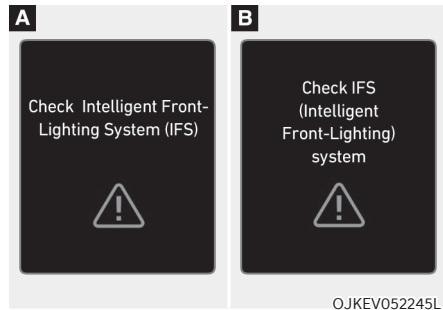 A
Check Intelligent Front-
Lighting System (IFS)
B
Check IFS
(Intelligent
Front-Lighting)
system
OJKEV052245L